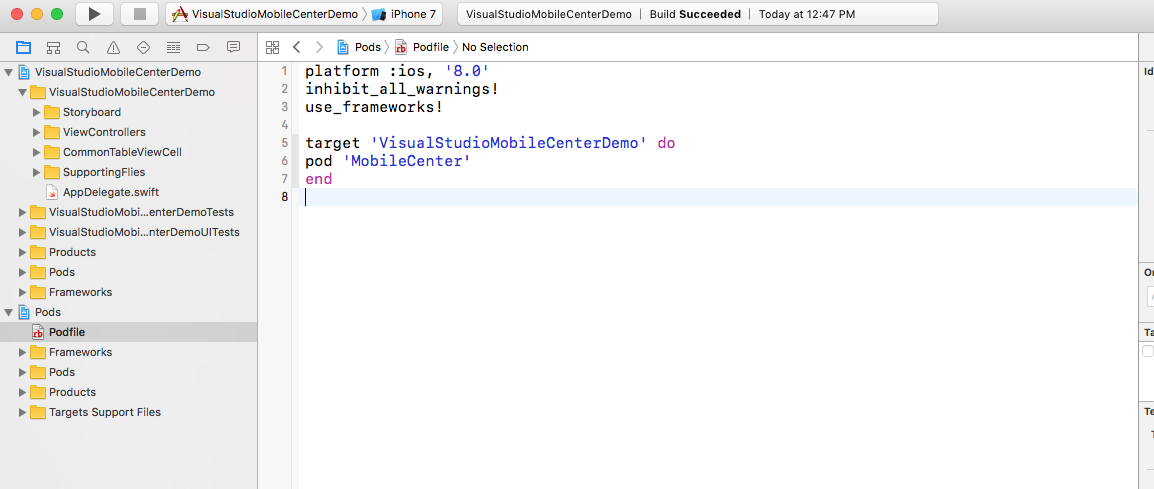 VisualStudioMobileCenterDemo iPhone 7 VisualStudioMobileCenterDemo | Build Succeeded | Today at 12:47 PM
Pods Podfile No Selection
VisualStudioMobileCenterDemo
VisualStudioMobileCenterDemo
Storyboard
ViewControllers
CommonTableViewCell
SupportingFlies
AppDelegate.swift
VisualStudioMobi...enterDemoTests
VisualStudioMobi...nterDemoUITests
Products
Pods
Frameworks
Pods
Podfile
Frameworks
Pods
Products
Targets Support Files
1 platform :ios, '8.0'
2 inhibit_all_warnings!
3 use_frameworks!
4
5 target 'VisualStudioMobileCenterDemo' do
6 pod 'MobileCenter'
7 end
8
Id
Ta
Te